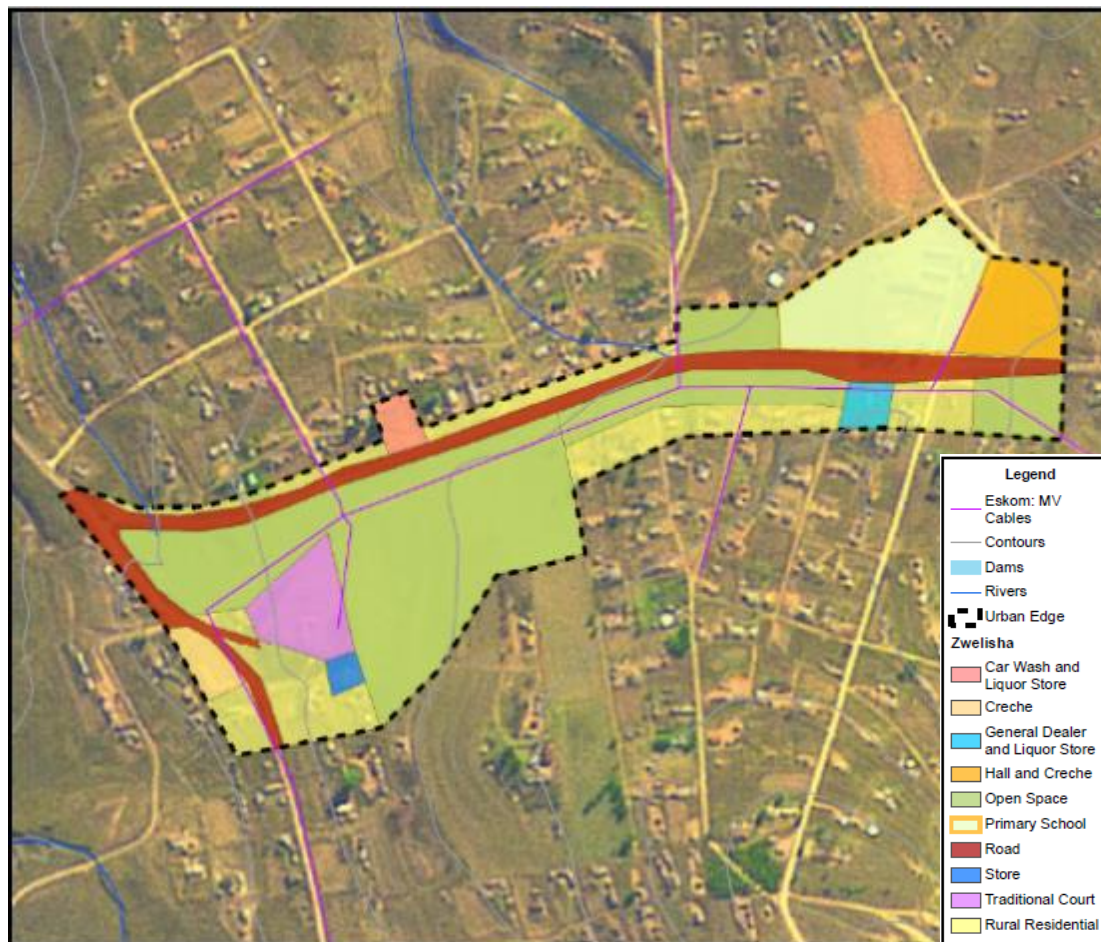 Legend
Eskom: MV
Cables
Contours
Dams
Rivers
Urban Edge
Zwelisha
Car Wash and
Liquor Store
Creche
General Dealer
and Liquor Store
Hall and Creche
Open Space
Primary School
Road
Store
Traditional Court
Rural Residential